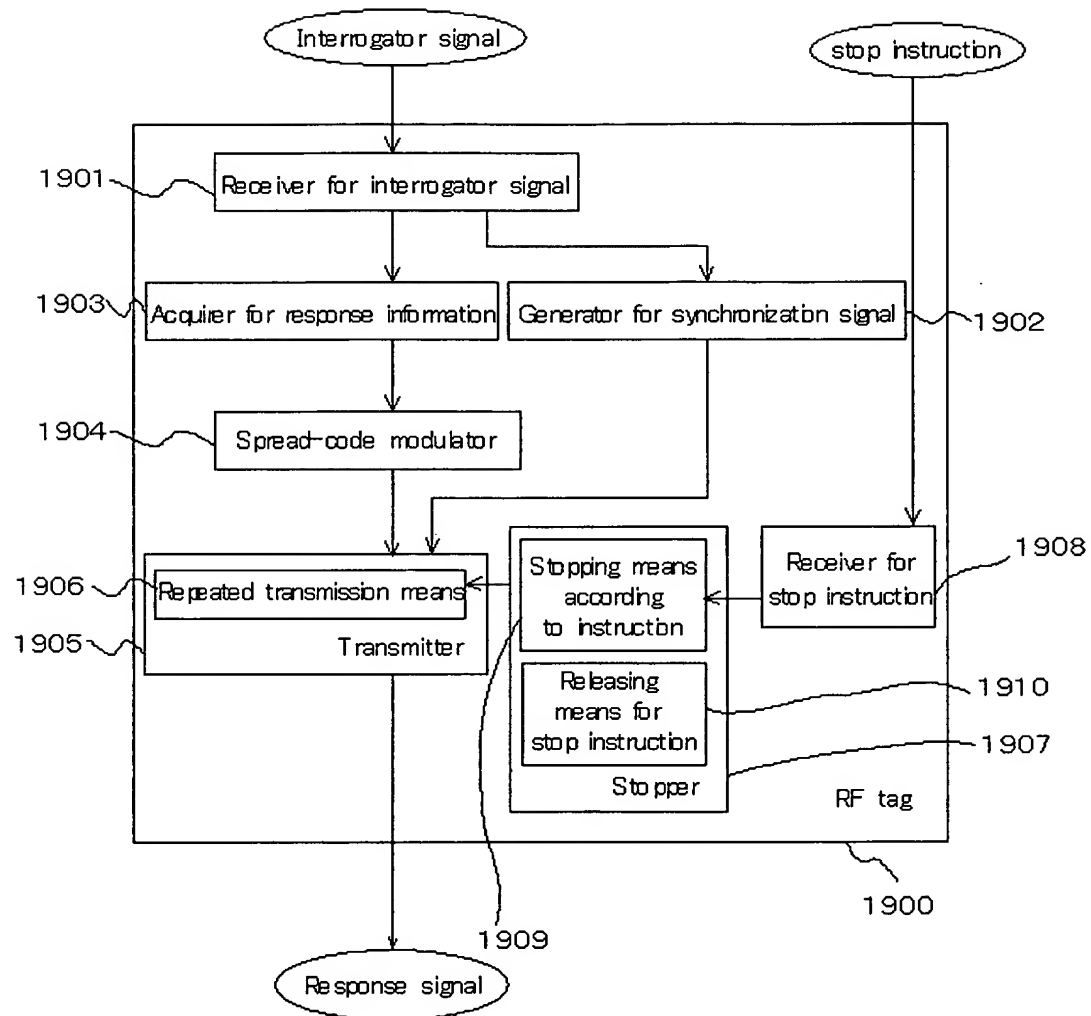 Interrogator signal
stop instruction
1901
Receiver for interrogator signal
1903
Acquirer for response information
Generator for synchronization signal
1902
1904
Spread-code modulator
1906
Repeated transmission means
1905
Transmitter
Stopping means
according
to instruction
Receiver for
stop instruction
1908
Releasing
means for
stop instruction
1910
1907
Stopper
RF tag
1900
1909
Response signal